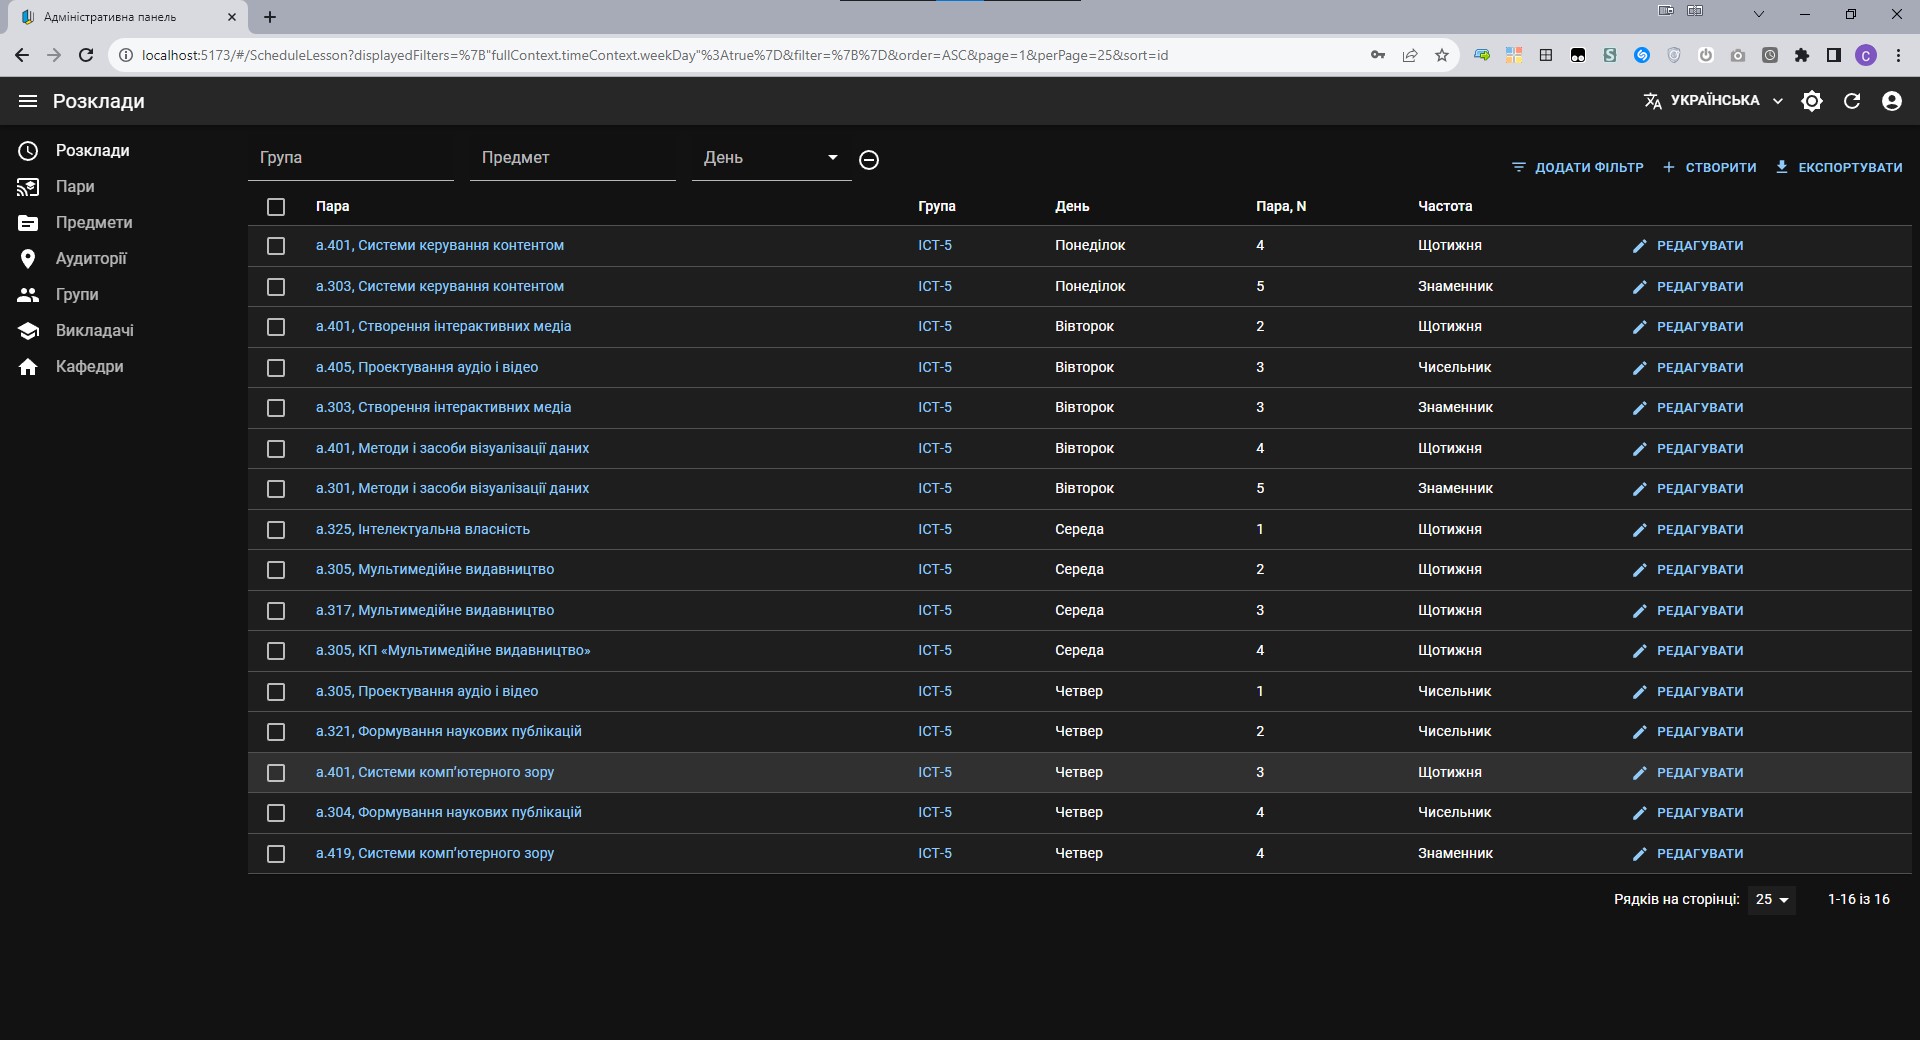 Адміністративна панель
localhost:5173/#/ScheduleLesson?displayedFilters=%7B"fullContext.timeContext.weekDay"%3Atrue%7D&filter=%7B%7D&order=ASC&page=1&perPage=25&sort=id
C
Розклади
УКРАЇНСЬКА
Розклади
Пари
Предмети
Аудиторії
Групи
Викладачі
Кафедри
Група Предмет День
ДОДАТИ ФІЛЬТР СТВОРИТИ ЕКСПОРТУВАТИ
Пара Група День Пара, N Частота
а.401, Системи керування контентом ІСТ-5 Понеділок 4 Щотижня РЕДАГУВАТИ
а.303, Системи керування контентом ІСТ-5 Понеділок 5 Знаменник РЕДАГУВАТИ
а.401, Створення інтерактивних медіа ІСТ-5 Вівторок 2 Щотижня РЕДАГУВАТИ
а.405, Проектування аудіо і відео ІСТ-5 Вівторок 3 Чисельник РЕДАГУВАТИ
а.303, Створення інтерактивних медіа ІСТ-5 Вівторок 3 Знаменник РЕДАГУВАТИ
а.401, Методи і засоби візуалізації даних ІСТ-5 Вівторок 4 Щотижня РЕДАГУВАТИ
а.301, Методи і засоби візуалізації даних ІСТ-5 Вівторок 5 Знаменник РЕДАГУВАТИ
а.325, Інтелектуальна власність ІСТ-5 Середа 1 Щотижня РЕДАГУВАТИ
а.305, Мультимедійне видавництво ІСТ-5 Середа 2 Щотижня РЕДАГУВАТИ
а.317, Мультимедійне видавництво ІСТ-5 Середа 3 Щотижня РЕДАГУВАТИ
а.305, КП «Мультимедійне видавництво» ІСТ-5 Середа 4 Щотижня РЕДАГУВАТИ
а.305, Проектування аудіо і відео ІСТ-5 Четвер 1 Чисельник РЕДАГУВАТИ
а.321, Формування наукових публікацій ІСТ-5 Четвер 2 Чисельник РЕДАГУВАТИ
а.401, Системи комп'ютерного зору ІСТ-5 Четвер 3 Щотижня РЕДАГУВАТИ
а.304, Формування наукових публікацій ІСТ-5 Четвер 4 Чисельник РЕДАГУВАТИ
а.419, Системи комп'ютерного зору ІСТ-5 Четвер 4 Знаменник РЕДАГУВАТИ
Рядків на сторінці: 25 1-16 із 16